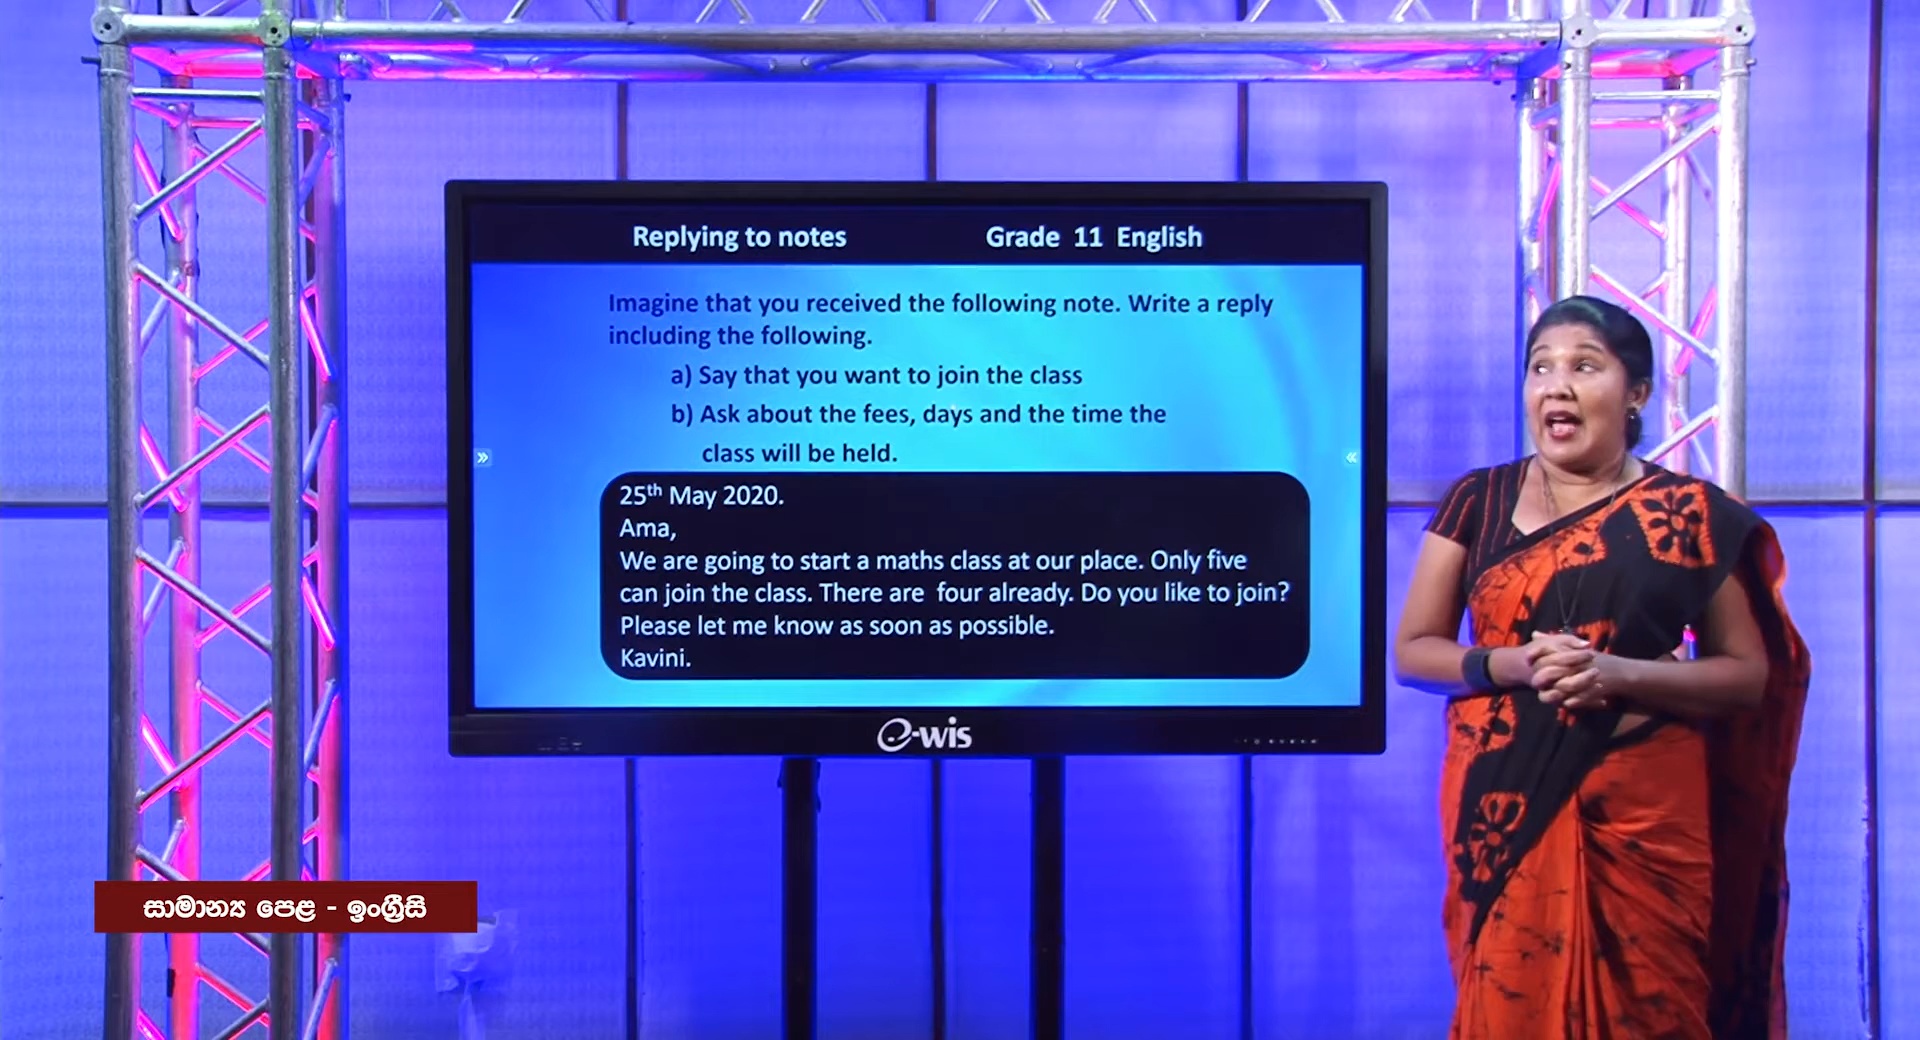 Replying to notes Grade 11 English
Imagine that you received the following note. Write a reply
including the following.
a) Say that you want to join the class
b) Ask about the fees, days and the time the
class will be held.
25th May 2020.
Ama,
We are going to start a maths class at our place. Only five
can join the class. There are four already. Do you like to join?
Please let me know as soon as possible.
Kavini.
e-wis
සාමාන්‍ය පෙළ - ඉංග්‍රීසි